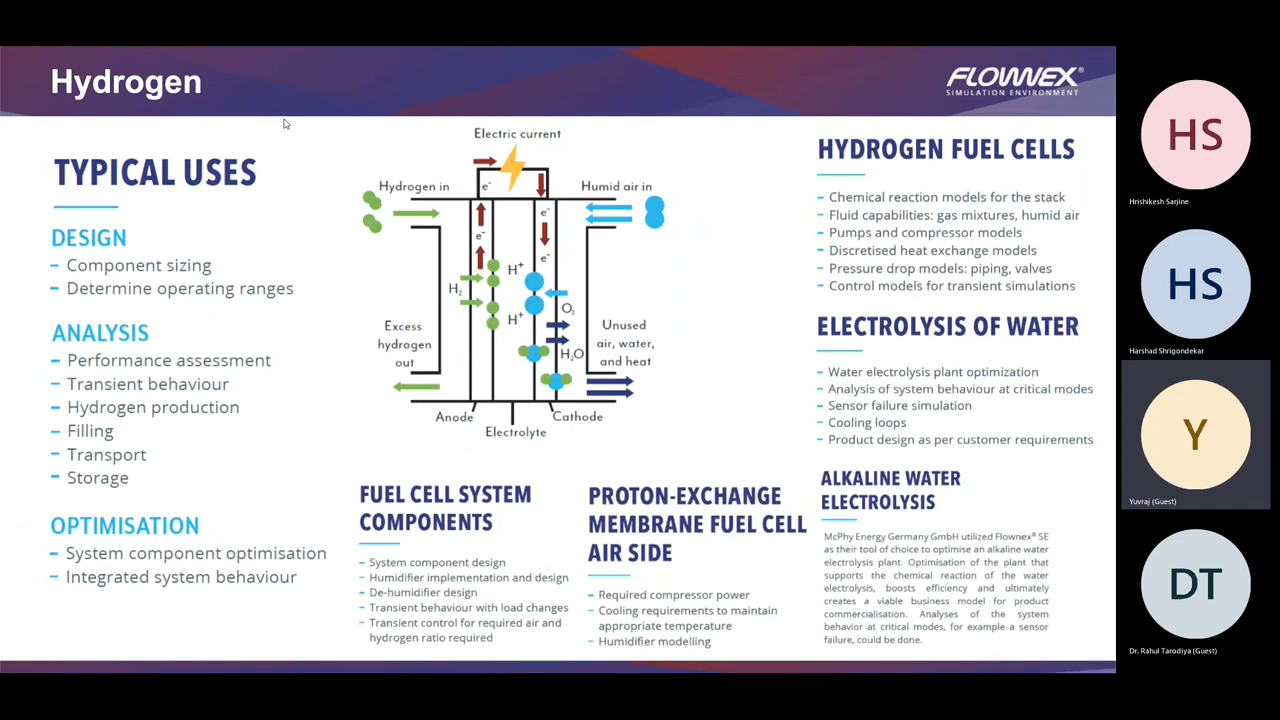 Hydrogen
FLOWNEX®
SIMULATION ENVIRONMENT
TYPICAL USES
DESIGN
– Component sizing
– Determine operating ranges
ANALYSIS
– Performance assessment
– Transient behaviour
– Hydrogen production
– Filling
– Transport
– Storage
OPTIMISATION
– System component optimisation
– Integrated system behaviour
Electric current
Hydrogen in
Humid air in
e⁻
e⁻
e⁻
e⁻
H⁺
H₂
O₂
H⁺
H₂O
Excess
hydrogen
out
Unused
air, water,
and heat
Anode
Cathode
Electrolyte
FUEL CELL SYSTEM
COMPONENTS
– System component design
– Humidifier implementation and design
– De-humidifier design
– Transient behaviour with load changes
– Transient control for required air and
hydrogen ratio required
PROTON-EXCHANGE
MEMBRANE FUEL CELL
AIR SIDE
– Required compressor power
– Cooling requirements to maintain
appropriate temperature
– Humidifier modelling
HYDROGEN FUEL CELLS
– Chemical reaction models for the stack
– Fluid capabilities: gas mixtures, humid air
– Pumps and compressor models
– Discretised heat exchange models
– Pressure drop models: piping, valves
– Control models for transient simulations
ELECTROLYSIS OF WATER
– Water electrolysis plant optimization
– Analysis of system behaviour at critical modes
– Sensor failure simulation
– Cooling loops
– Product design as per customer requirements
ALKALINE WATER
ELECTROLYSIS
McPhy Energy Germany GmbH utilized Flownex® SE
as their tool of choice to optimise an alkaline water
electrolysis plant. Optimisation of the plant that
supports the chemical reaction of the water
electrolysis, boosts efficiency and ultimately
creates a viable business model for product
commercialisation. Analyses of the system
behavior at critical modes, for example a sensor
failure, could be done.
HS
Hrishikesh Sarjine
HS
Harshad Shrigondekar
Y
Yuvraj (Guest)
DT
Dr. Rahul Tarodiya (Guest)